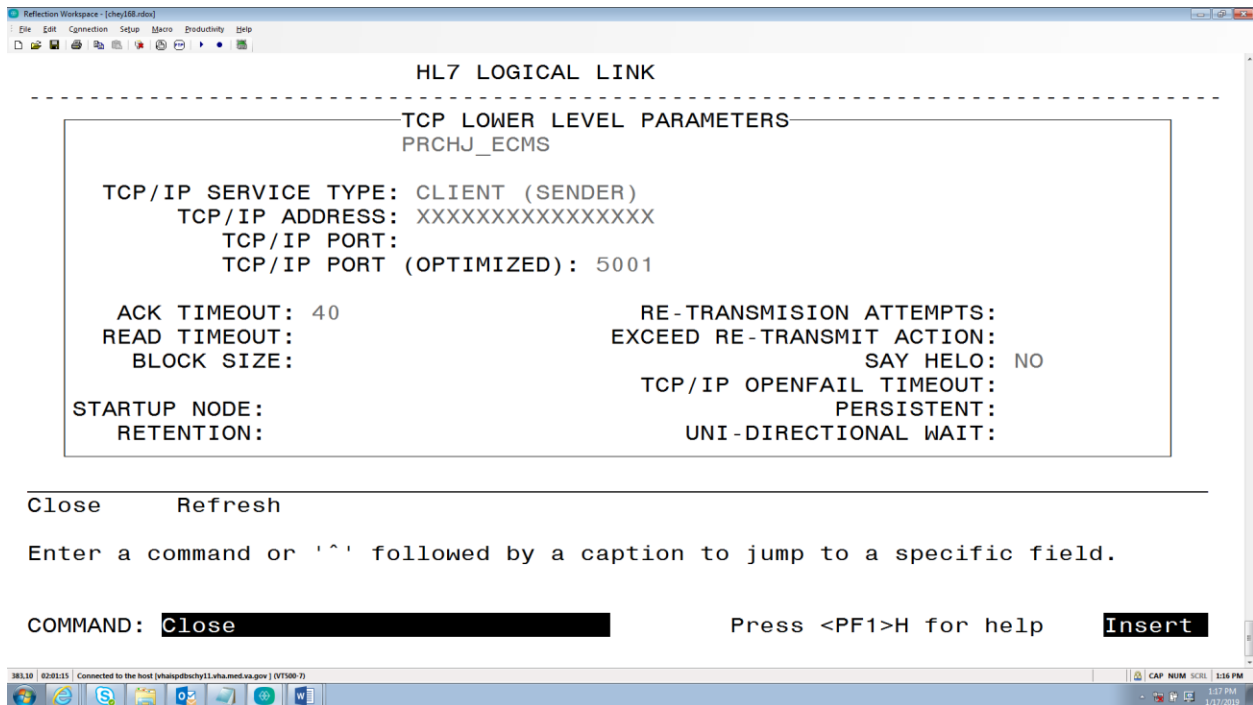 Reflection Workspace - [chey168.rdox]
File Edit Connection Setup Macro Productivity Help
HL7 LOGICAL LINK
TCP LOWER LEVEL PARAMETERS
PRCHJ_ECMS
TCP/IP SERVICE TYPE: CLIENT (SENDER)
TCP/IP ADDRESS: XXXXXXXXXXXXXXXX
TCP/IP PORT:
TCP/IP PORT (OPTIMIZED): 5001
ACK TIMEOUT: 40 RE-TRANSMISION ATTEMPTS:
READ TIMEOUT: EXCEED RE-TRANSMIT ACTION:
BLOCK SIZE: SAY HELO: NO
TCP/IP OPENFAIL TIMEOUT:
STARTUP NODE: PERSISTENT:
RETENTION: UNI-DIRECTIONAL WAIT:
Close Refresh
Enter a command or '^' followed by a caption to jump to a specific field.
COMMAND: Close Press <PF1>H for help Insert
383,10 02:01:15 Connected to the host [vhaispdbschy11.vha.med.va.gov ] (VT500-7) CAP NUM SCRL 1:16 PM
1:17 PM
1/17/2019